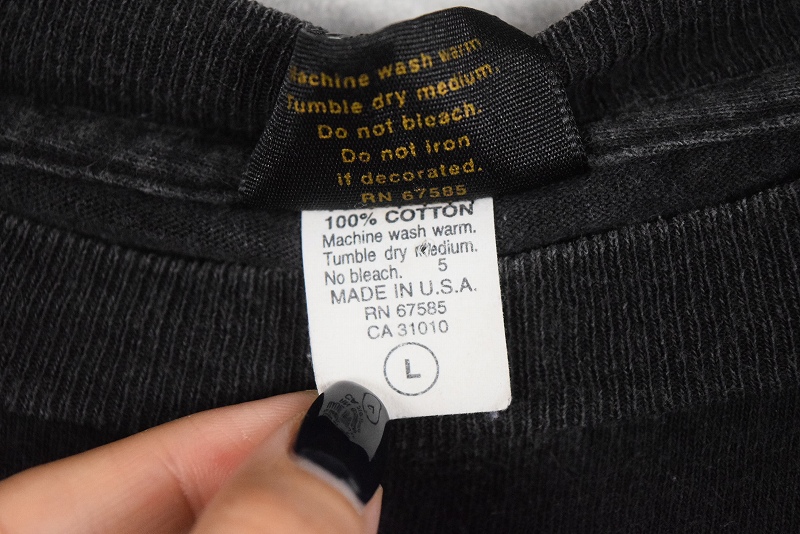 Machine wash warm.
Tumble dry medium.
Do not bleach.
Do not iron
if decorated.
RN 67585
100% COTTON
Machine wash warm.
Tumble dry medium.
No bleach. 5
MADE IN U.S.A.
RN 67585
CA 31010
L